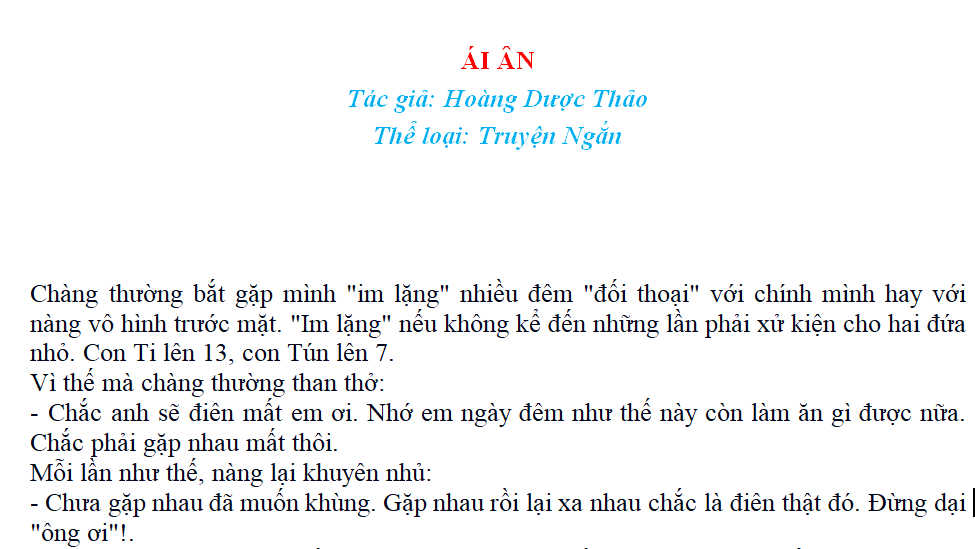 ÁI ÂN
Tác giả: Hoàng Dược Thảo
Thể loại: Truyện Ngắn
Chàng thường bắt gặp mình "im lặng" nhiều đêm "đối thoại" với chính mình hay với
nàng vô hình trước mặt. "Im lặng" nếu không kể đến những lần phải xử kiện cho hai đứa
nhỏ. Con Ti lên 13, con Tún lên 7.
Vì thế mà chàng thường than thở:
- Chắc anh sẽ điên mất em ơi. Nhớ em ngày đêm như thế này còn làm ăn gì được nữa.
Chắc phải gặp nhau mất thôi.
Mỗi lần như thế, nàng lại khuyên nhủ:
- Chưa gặp nhau đã muốn khùng. Gặp nhau rồi lại xa nhau chắc là điên thật đó. Đừng dại
"ông ơi"!.